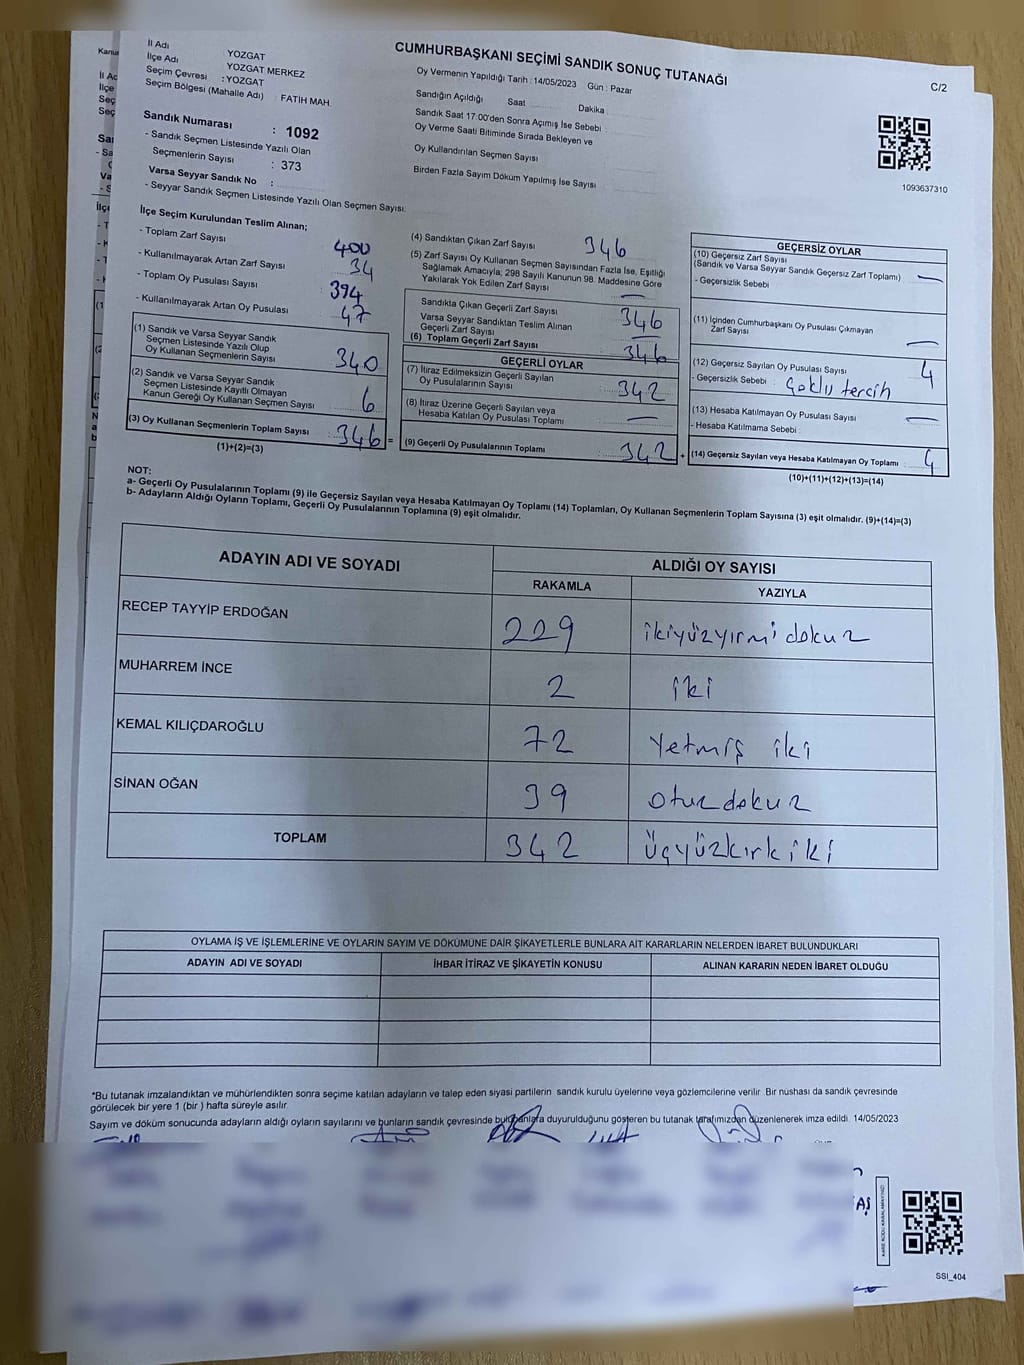 CUMHURBAŞKANI SEÇİMİ SANDIK SONUÇ TUTANAĞI
C/2
İl Adı YOZGAT
İlçe Adı YOZGAT MERKEZ
Seçim Çevresi : YOZGAT
Seçim Bölgesi (Mahalle Adı) FATİH MAH.
Sandık Numarası : 1092
- Sandık Seçmen Listesinde Yazılı Olan
Seçmenlerin Sayısı : 373
Varsa Seyyar Sandık No :
- Seyyar Sandık Seçmen Listesinde Yazılı Olan Seçmen Sayısı:
Oy Vermenin Yapıldığı Tarih : 14/05/2023 Gün : Pazar
Sandığın Açıldığı Saat Dakika
Sandık Saat 17:00'den Sonra Açımış İse Sebebi
Oy Verme Saati Bitiminde Sırada Bekleyen ve
Oy Kullandırılan Seçmen Sayısı
Birden Fazla Sayım Döküm Yapılmış İse Sayısı
1093637310
İlçe Seçim Kurulundan Teslim Alınan;
- Toplam Zarf Sayısı 400
- Kullanılmayarak Artan Zarf Sayısı 34
- Toplam Oy Pusulası Sayısı 394
- Kullanılmayarak Artan Oy Pusulası 47
(1) Sandık ve Varsa Seyyar Sandık
Seçmen Listesinde Yazılı Olup
Oy Kullanan Seçmenlerin Sayısı 340
(2) Sandık ve Varsa Seyyar Sandık
Seçmen Listesinde Kayıtlı Olmayan
Kanun Gereği Oy Kullanan Seçmen Sayısı 6
(3) Oy Kullanan Seçmenlerin Toplam Sayısı 346 =
(1)+(2)=(3)
(4) Sandıktan Çıkan Zarf Sayısı 346
(5) Zarf Sayısı Oy Kullanan Seçmen Sayısından Fazla İse, Eşitliği
Sağlamak Amacıyla; 298 Sayılı Kanunun 98. Maddesine Göre
Yakılarak Yok Edilen Zarf Sayısı —
Sandıkta Çıkan Geçerli Zarf Sayısı 346
Varsa Seyyar Sandıktan Teslim Alınan
Geçerli Zarf Sayısı —
(6) Toplam Geçerli Zarf Sayısı 346
GEÇERLİ OYLAR
(7) İtiraz Edilmeksizin Geçerli Sayılan
Oy Pusulalarının Sayısı 342
(8) İtiraz Üzerine Geçerli Sayılan veya
Hesaba Katılan Oy Pusulası Toplamı —
(9) Geçerli Oy Pusulalarının Toplamı 342 +
GEÇERSİZ OYLAR
(10) Geçersiz Zarf Sayısı
(Sandık ve Varsa Seyyar Sandık Geçersiz Zarf Toplamı) —
- Geçersizlik Sebebi
(11) İçinden Cumhurbaşkanı Oy Pusulası Çıkmayan
Zarf Sayısı —
(12) Geçersiz Sayılan Oy Pusulası Sayısı 4
- Geçersizlik Sebebi : Çoklu tercih
(13) Hesaba Katılmayan Oy Pusulası Sayısı —
- Hesaba Katılmama Sebebi
(14) Geçersiz Sayılan veya Hesaba Katılmayan Oy Toplamı 4
(10)+(11)+(12)+(13)=(14)
NOT:
a- Geçerli Oy Pusulalarının Toplamı (9) ile Geçersiz Sayılan veya Hesaba Katılmayan Oy Toplamı (14) Toplamları, Oy Kullanan Seçmenlerin Toplam Sayısına (3) eşit olmalıdır. (9)+(14)=(3)
b- Adayların Aldığı Oyların Toplamı, Geçerli Oy Pusulalarının Toplamına (9) eşit olmalıdır.
ADAYIN ADI VE SOYADI ALDIĞI OY SAYISI
RAKAMLA YAZIYLA
RECEP TAYYİP ERDOĞAN 229 ikiyüzyirmi dokuz
MUHARREM İNCE 2 iki
KEMAL KILIÇDAROĞLU 72 Yetmiş iki
SİNAN OĞAN 39 otuzdokuz
TOPLAM 342 üçyüzkırkiki
OYLAMA İŞ VE İŞLEMLERİNE VE OYLARIN SAYIM VE DÖKÜMÜNE DAİR ŞİKAYETLERLE BUNLARA AİT KARARLARIN NELERDEN İBARET BULUNDUKLARI
ADAYIN ADI VE SOYADI İHBAR İTİRAZ VE ŞİKAYETİN KONUSU ALINAN KARARIN NEDEN İBARET OLDUĞU
*Bu tutanak imzalandıktan ve mühürlendikten sonra seçime katılan adayların ve talep eden siyasi partilerin sandık kurulu üyelerine veya gözlemcilerine verilir. Bir nüshası da sandık çevresinde
görülecek bir yere 1 (bir ) hafta süreyle asılır.
Sayım ve döküm sonucunda adayların aldığı oyların sayılarını ve bunların sandık çevresinde bulunanlara duyurulduğunu gösteren bu tutanak tarafımızdan düzenlenerek imza edildi. 14/05/2023
AŞ
KARE KODU KARALAMAYINIZ!
SSI_404